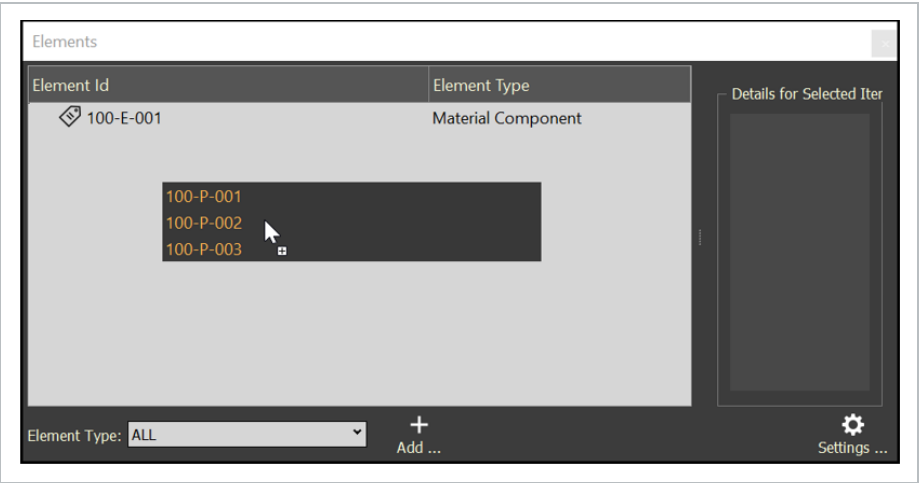 Elements
Element Id Element Type
Details for Selected Iter
100-E-001 Material Component
100-P-001
100-P-002
100-P-003
Element Type: ALL
Add ...
Settings ...